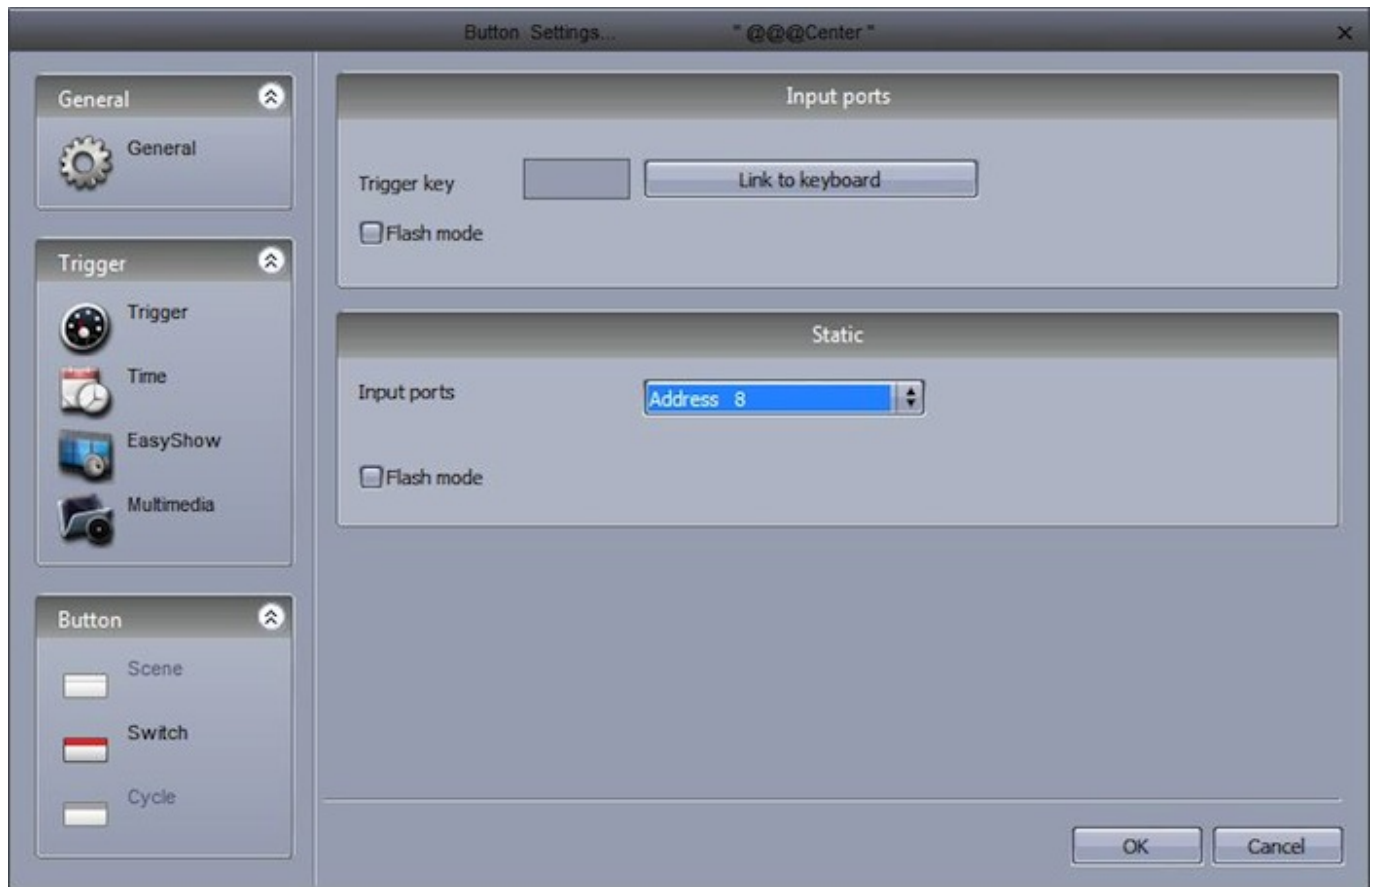 Button Settings... " @@@Center "
General
General
Trigger
Trigger
Time
EasyShow
Multimedia
Button
Scene
Switch
Cycle
Input ports
Trigger key
Link to keyboard
Flash mode
Static
Input ports
Address 8
Flash mode
OK
Cancel